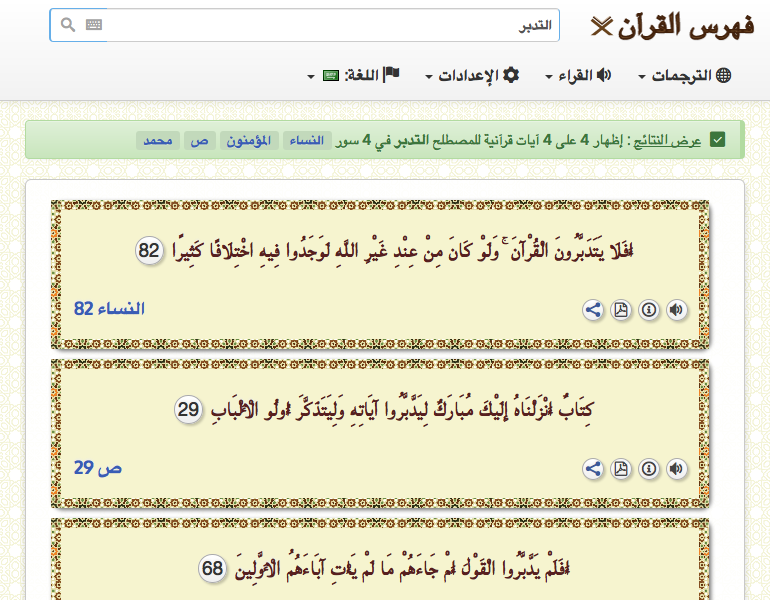 فهرس القرآن
التدبر
الترجمات
القراء
الإعدادات
اللغة:
عرض النتائج : إظهار 4 على 4 آيات قرآنية للمصطلح التدبر في 4 سور النساء المؤمنون ص محمد
أَفَلَا يَتَدَبَّرُونَ الْقُرْآنَ ۚ وَلَوْ كَانَ مِنْ عِنْدِ غَيْرِ اللَّهِ لَوَجَدُوا فِيهِ اخْتِلَافًا كَثِيرًا 82
النساء 82
كِتَابٌ أَنْزَلْنَاهُ إِلَيْكَ مُبَارَكٌ لِيَدَّبَّرُوا آيَاتِهِ وَلِيَتَذَكَّرَ أُولُو الْأَلْبَابِ 29
ص 29
أَفَلَمْ يَدَّبَّرُوا الْقَوْلَ أَمْ جَاءَهُمْ مَا لَمْ يَأْتِ آبَاءَهُمُ الْأَوَّلِينَ 68